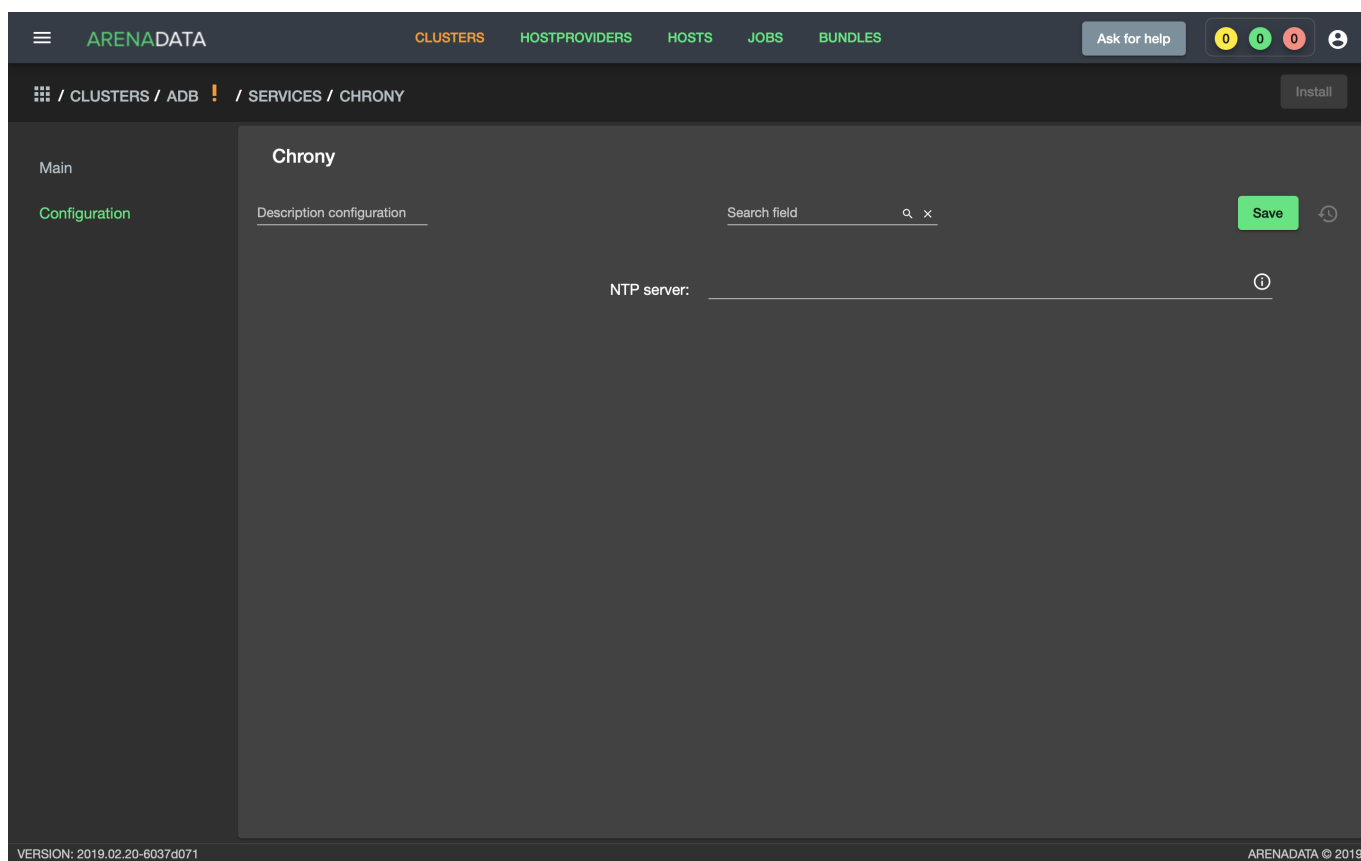 ARENADATA CLUSTERS HOSTPROVIDERS HOSTS JOBS BUNDLES Ask for help 0 0 0
/ CLUSTERS / ADB ! / SERVICES / CHRONY Install
Main
Configuration
Chrony
Description configuration Search field Save
NTP server:
VERSION: 2019.02.20-6037d071 ARENADATA © 2019